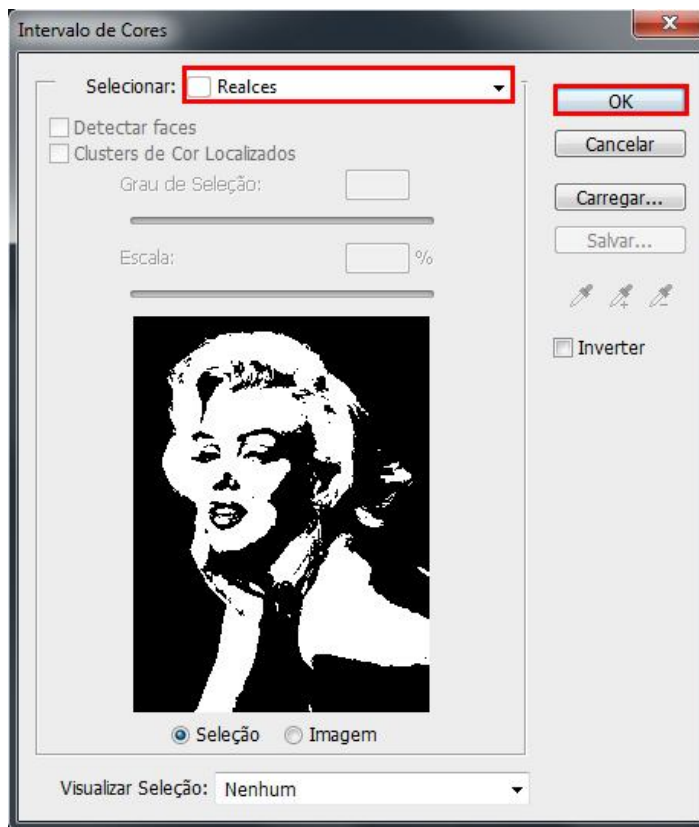 Intervalo de Cores
Selecionar: Realces
OK
Detectar faces
Cancelar
Clusters de Cor Localizados
Grau de Seleção:
Carregar...
Salvar...
Escala: %
Inverter
Seleção Imagem
Visualizar Seleção: Nenhum